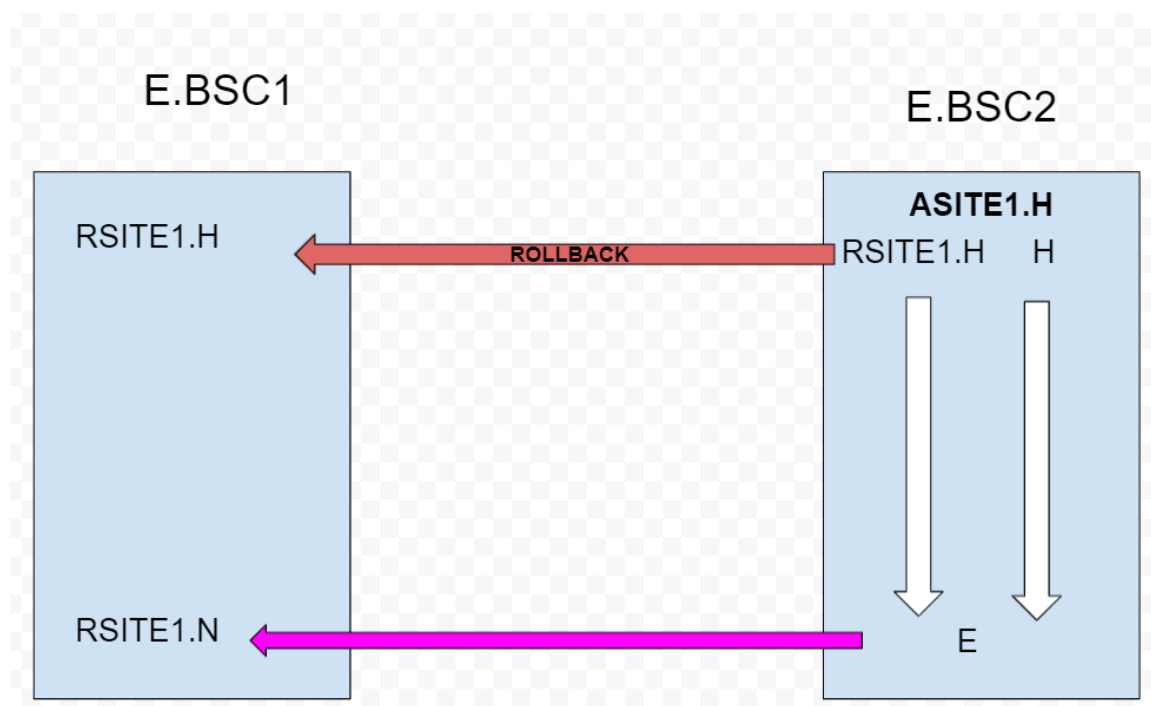 E.BSC1
E.BSC2
ASITE1.H
RSITE1.H
ROLLBACK
RSITE1.H H
RSITE1.N
E